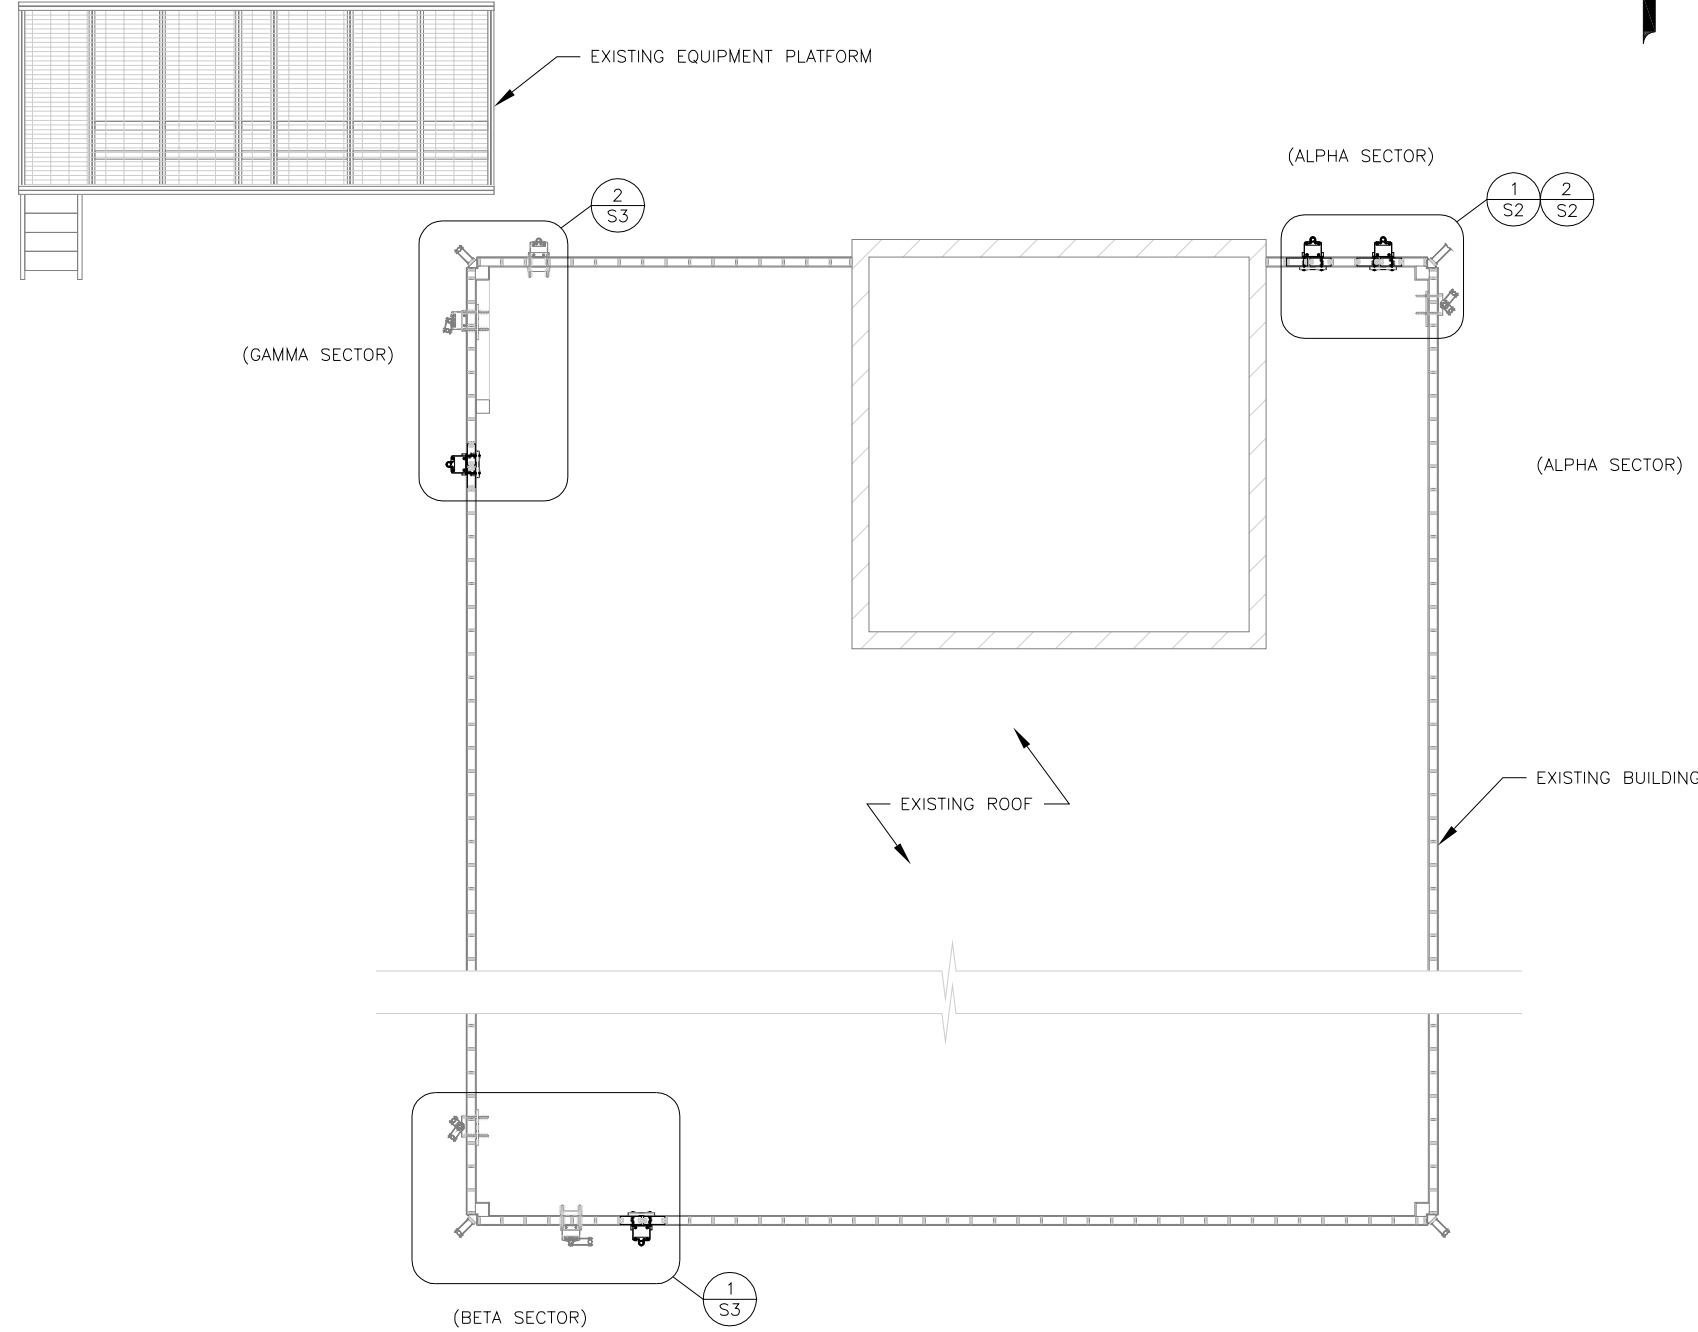 EXISTING EQUIPMENT PLATFORM
(ALPHA SECTOR)
2
S3
1
S2
2
S2
(GAMMA SECTOR)
(ALPHA SECTOR)
EXISTING BUILDING
EXISTING ROOF
1
S3
(BETA SECTOR)